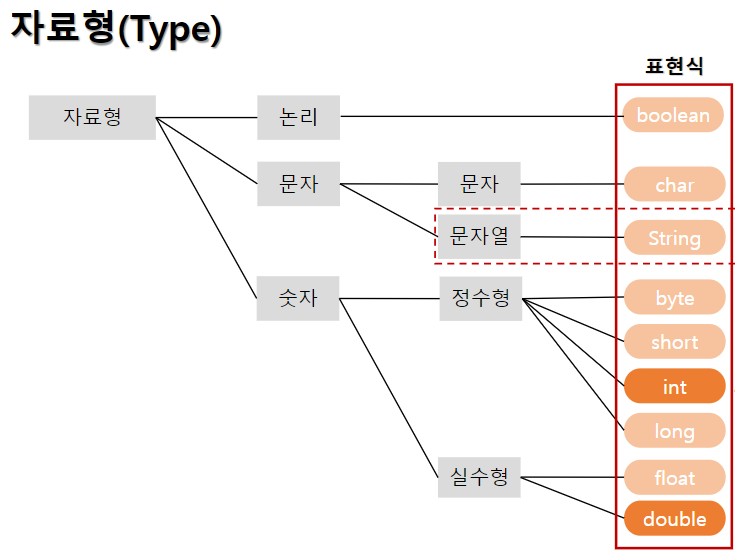 자료형(Type)
표현식
자료형
논리
boolean
문자
문자
char
문자열
String
숫자
정수형
byte
short
int
long
실수형
float
double